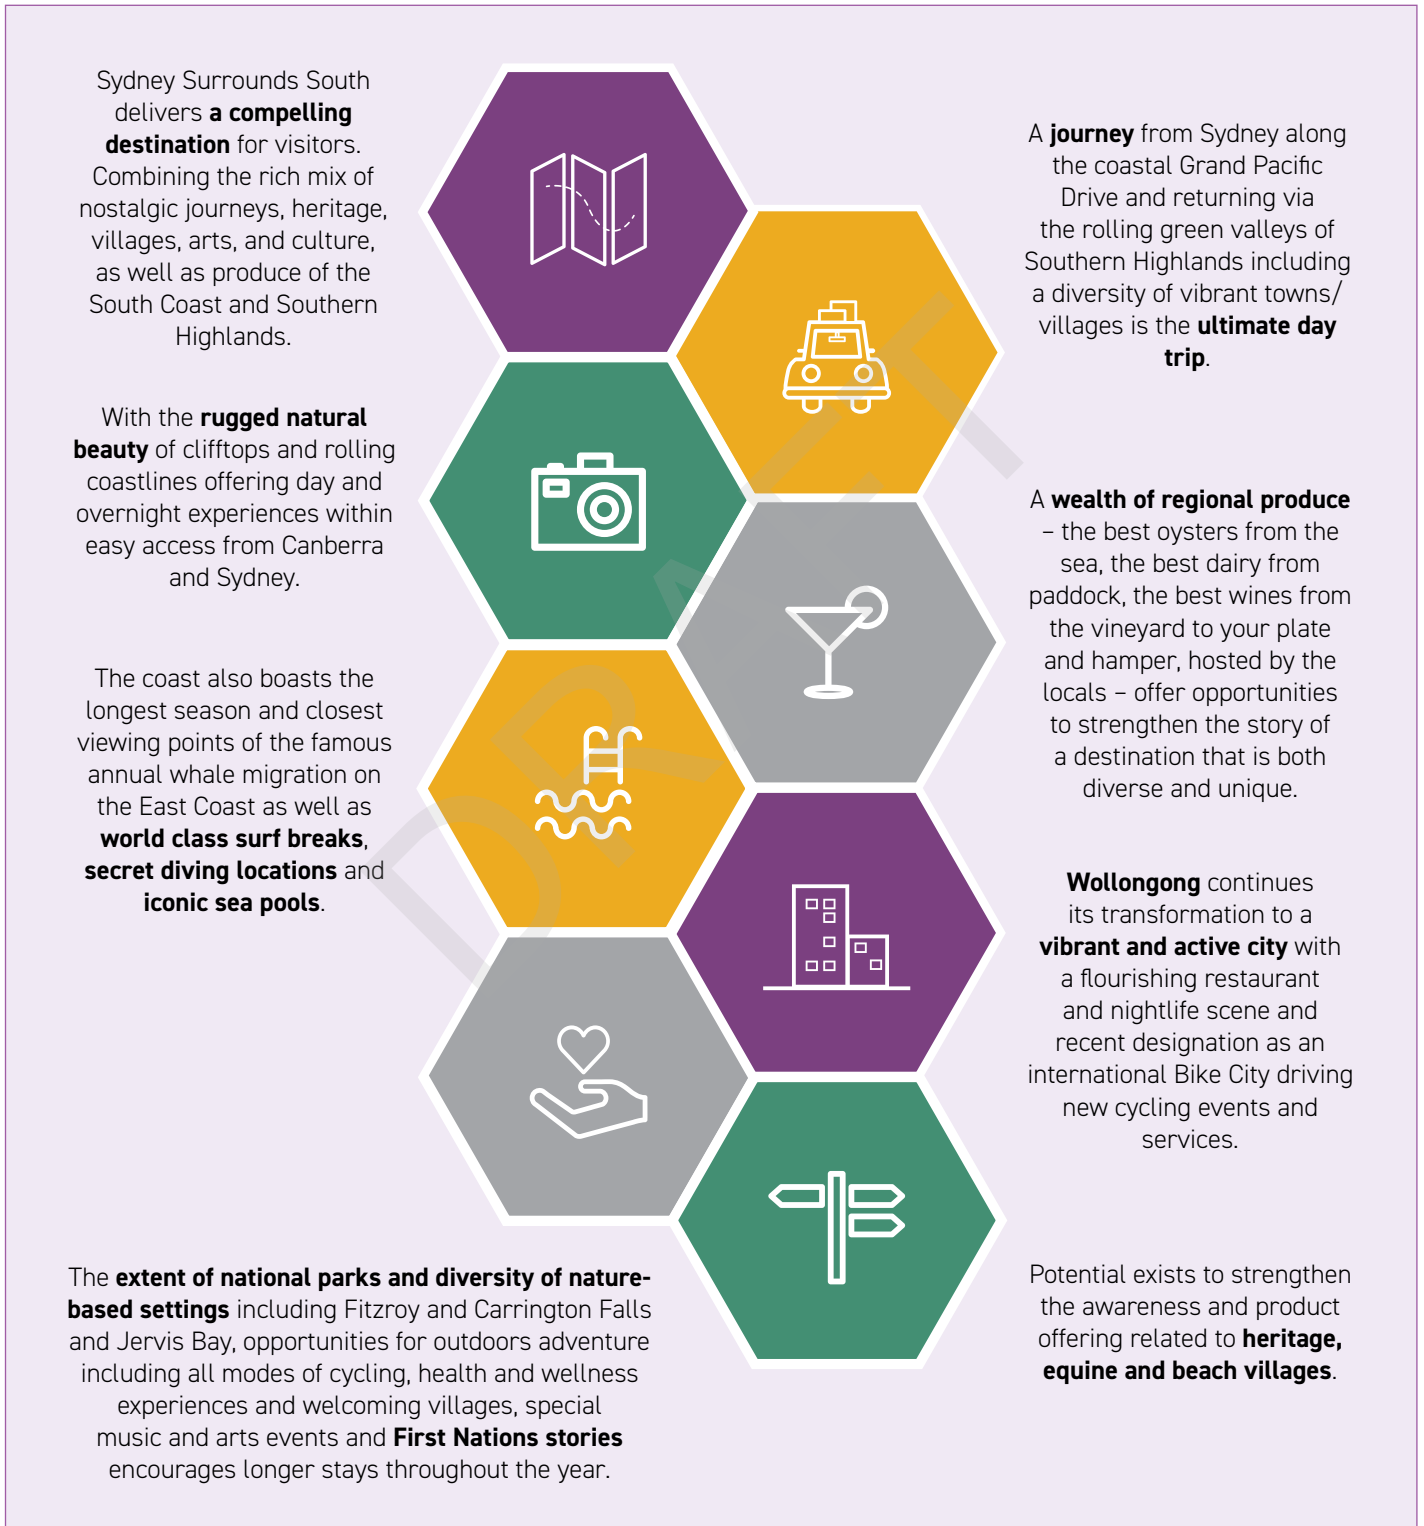 Sydney Surrounds South
delivers a compelling
destination for visitors.
Combining the rich mix of
nostalgic journeys, heritage,
villages, arts, and culture,
as well as produce of the
South Coast and Southern
Highlands.
A journey from Sydney along
the coastal Grand Pacific
Drive and returning via
the rolling green valleys of
Southern Highlands including
a diversity of vibrant towns/
villages is the ultimate day
trip.
With the rugged natural
beauty of clifftops and rolling
coastlines offering day and
overnight experiences within
easy access from Canberra
and Sydney.
A wealth of regional produce
– the best oysters from the
sea, the best dairy from
paddock, the best wines from
the vineyard to your plate
and hamper, hosted by the
locals – offer opportunities
to strengthen the story of
a destination that is both
diverse and unique.
The coast also boasts the
longest season and closest
viewing points of the famous
annual whale migration on
the East Coast as well as
world class surf breaks,
secret diving locations and
iconic sea pools.
Wollongong continues
its transformation to a
vibrant and active city with
a flourishing restaurant
and nightlife scene and
recent designation as an
international Bike City driving
new cycling events and
services.
The extent of national parks and diversity of nature-
based settings including Fitzroy and Carrington Falls
and Jervis Bay, opportunities for outdoors adventure
including all modes of cycling, health and wellness
experiences and welcoming villages, special
music and arts events and First Nations stories
encourages longer stays throughout the year.
Potential exists to strengthen
the awareness and product
offering related to heritage,
equine and beach villages.
DRAFT